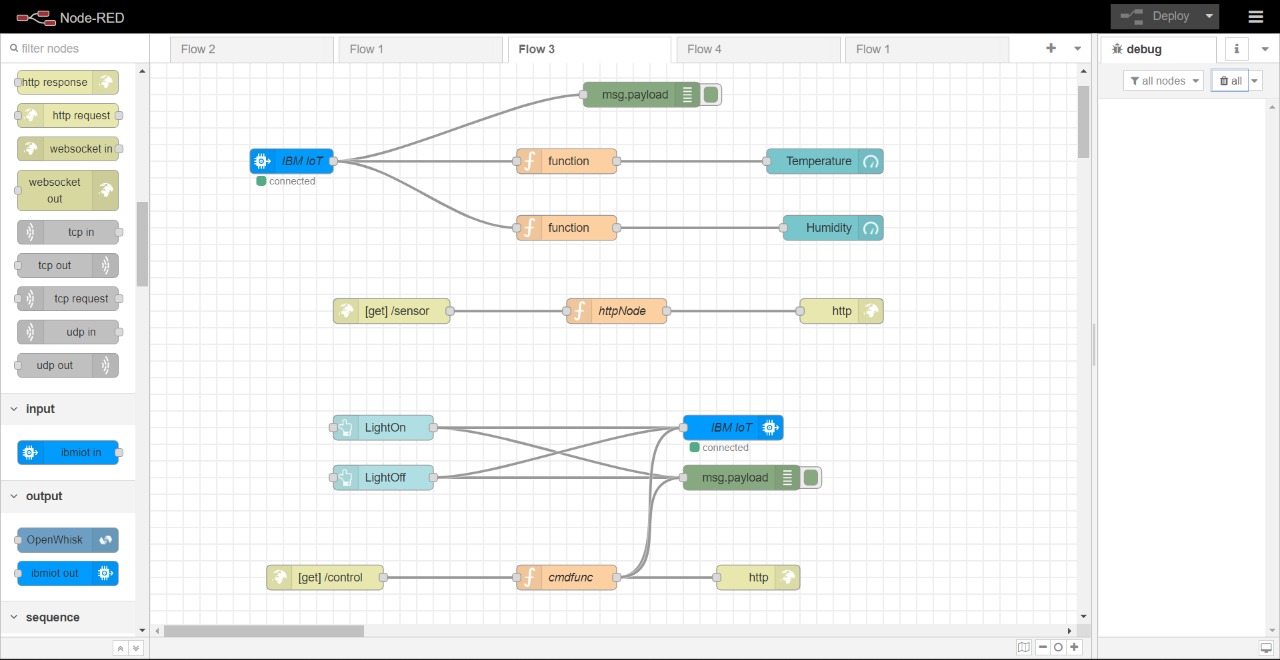 Node-RED
Deploy
filter nodes
Flow 2
Flow 1
Flow 3
Flow 4
Flow 1
debug
all nodes
all
http response
http request
websocket in
websocket
out
tcp in
tcp out
tcp request
udp in
udp out
input
ibmiot in
output
OpenWhisk
ibmiot out
sequence
msg.payload
IBM IoT
connected
function
Temperature
function
Humidity
[get] /sensor
httpNode
http
LightOn
IBM IoT
connected
LightOff
msg.payload
[get] /control
cmdfunc
http